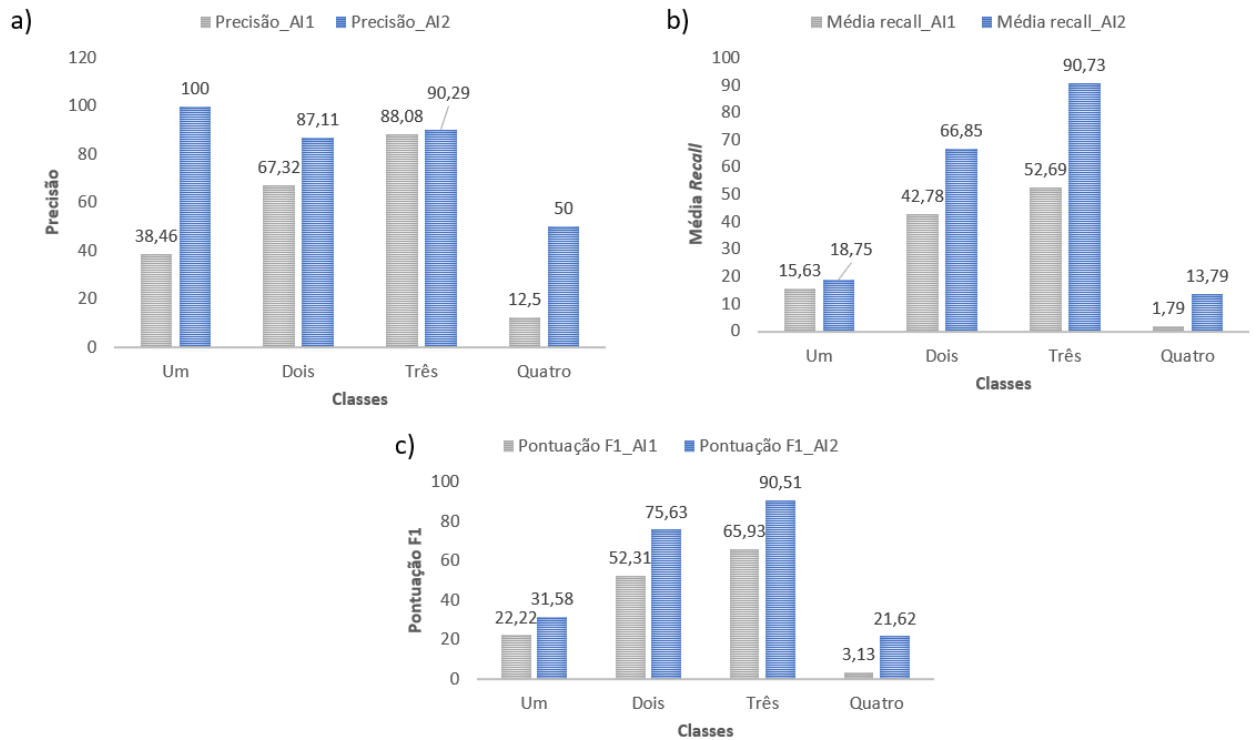 a)
Precisão_AI1 Precisão_AI2
120
100
80
60
40
20
0
Precisão
38,46 100 67,32 87,11 88,08 90,29 12,5 50
Um Dois Três Quatro
Classes
b)
Média recall_AI1 Média recall_AI2
100
90
80
70
60
50
40
30
20
10
0
Média Recall
15,63 18,75 42,78 66,85 52,69 90,73 1,79 13,79
Um Dois Três Quatro
Classes
c)
Pontuação F1_AI1 Pontuação F1_AI2
100
80
60
40
20
0
Pontuação F1
22,22 31,58 52,31 75,63 65,93 90,51 3,13 21,62
Um Dois Três Quatro
Classes